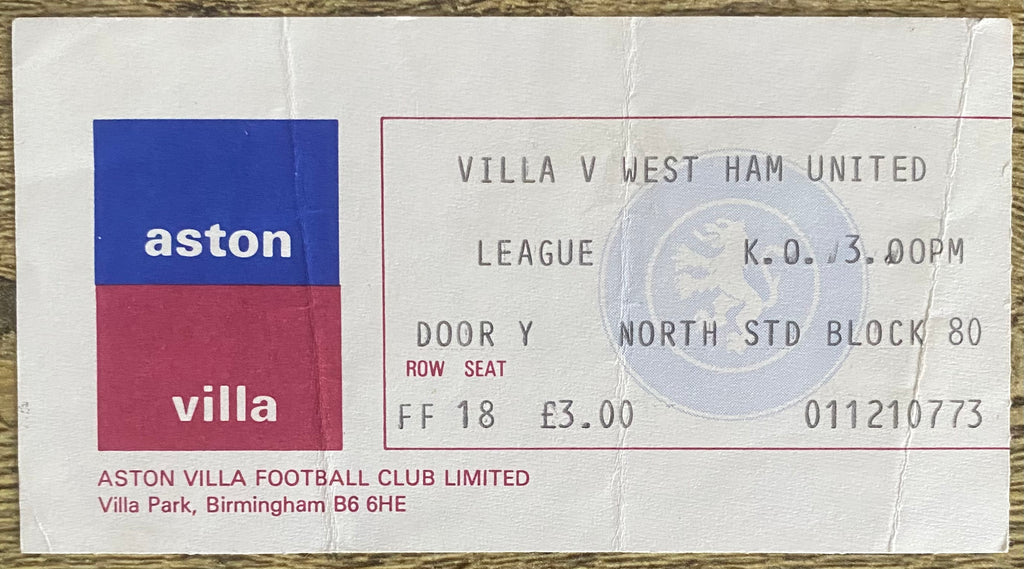 aston
villa
VILLA V WEST HAM UNITED
LEAGUE K.O. 3.00PM
DOOR Y NORTH STD BLOCK 80
ROW SEAT
FF 18 £3.00 011210773
ASTON VILLA FOOTBALL CLUB LIMITED
Villa Park, Birmingham B6 6HE